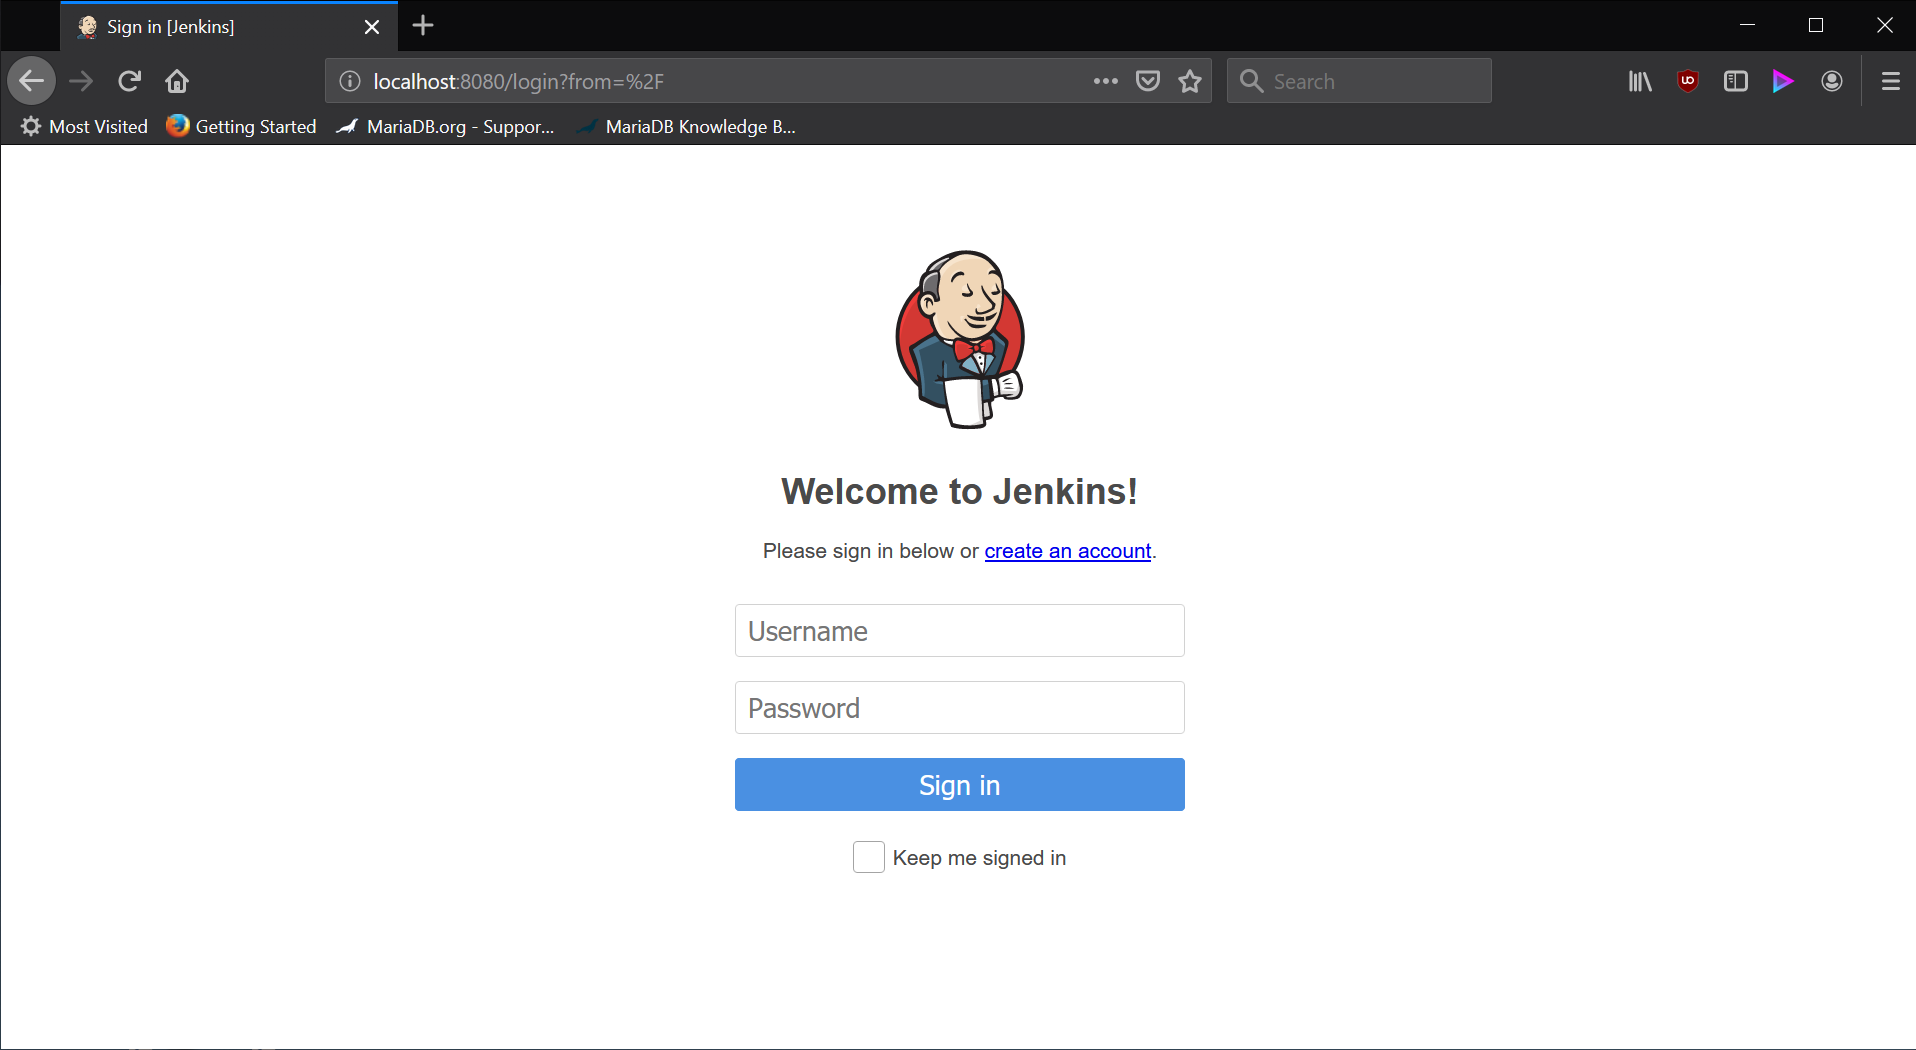 Sign in [Jenkins]
localhost:8080/login?from=%2F
Search
Most Visited
Getting Started
MariaDB.org - Suppor...
MariaDB Knowledge B...
Welcome to Jenkins!
Please sign in below or create an account.
Username
Password
Sign in
Keep me signed in